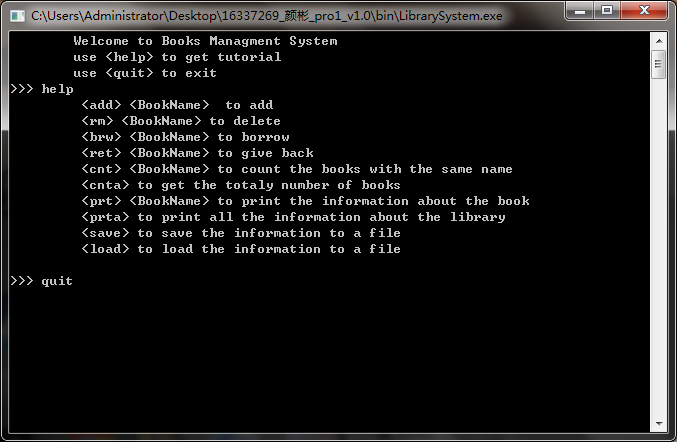 C:\Users\Administrator\Desktop\16337269_颜彬_pro1_v1.0\bin\LibrarySystem.exe
Welcome to Books Managment System
use <help> to get tutorial
use <quit> to exit
>>> help
<add> <BookName>  to add
<rm> <BookName> to delete
<brw> <BookName> to borrow
<ret> <BookName> to give back
<cnt> <BookName> to count the books with the same name
<cnta> to get the totaly number of books
<prt> <BookName> to print the information about the book
<prta> to print all the information about the library
<save> to save the information to a file
<load> to load the information to a file
>>> quit